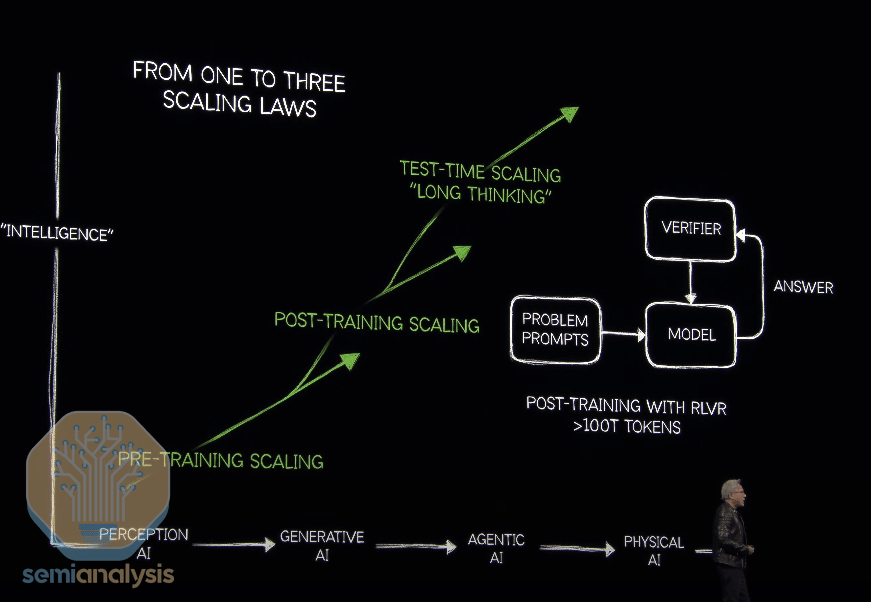 FROM ONE TO THREE
SCALING LAWS
"INTELLIGENCE"
TEST-TIME SCALING
"LONG THINKING"
POST-TRAINING SCALING
PRE-TRAINING SCALING
VERIFIER
ANSWER
PROBLEM
PROMPTS
MODEL
POST-TRAINING WITH RLVR
>100T TOKENS
PERCEPTION
AI
GENERATIVE
AI
AGENTIC
AI
PHYSICAL
AI
semianalysis